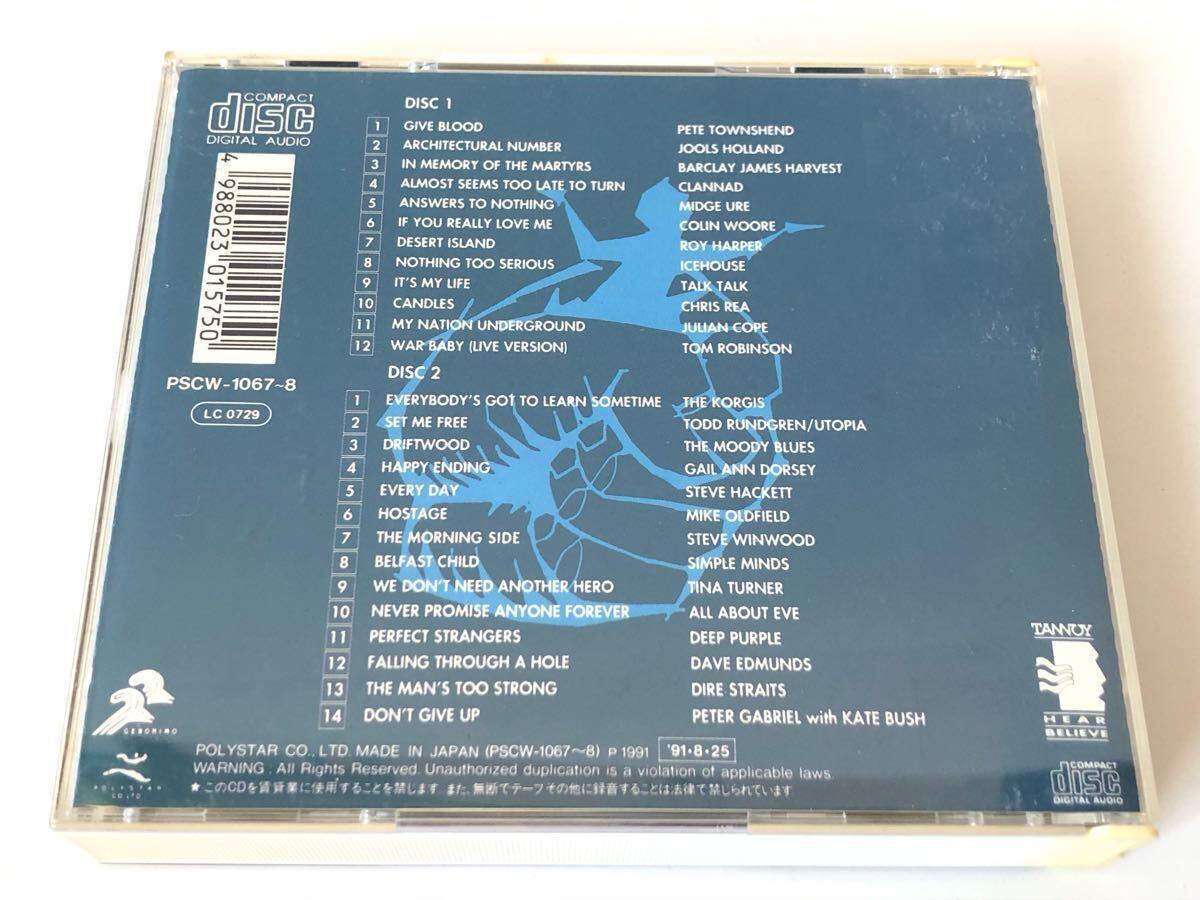 COMPACT
disc
DIGITAL AUDIO
4 988023 015750
PSCW-1067~8
LC 0729
DISC 1
1 GIVE BLOOD PETE TOWNSHEND
2 ARCHITECTURAL NUMBER JOOLS HOLLAND
3 IN MEMORY OF THE MARTYRS BARCLAY JAMES HARVEST
4 ALMOST SEEMS TOO LATE TO TURN CLANNAD
5 ANSWERS TO NOTHING MIDGE URE
6 IF YOU REALLY LOVE ME COLIN WOORE
7 DESERT ISLAND ROY HARPER
8 NOTHING TOO SERIOUS ICEHOUSE
9 IT'S MY LIFE TALK TALK
10 CANDLES CHRIS REA
11 MY NATION UNDERGROUND JULIAN COPE
12 WAR BABY (LIVE VERSION) TOM ROBINSON
DISC 2
1 EVERYBODY'S GOT TO LEARN SOMETIME THE KORGIS
2 SET ME FREE TODD RUNDGREN/UTOPIA
3 DRIFTWOOD THE MOODY BLUES
4 HAPPY ENDING GAIL ANN DORSEY
5 EVERY DAY STEVE HACKETT
6 HOSTAGE MIKE OLDFIELD
7 THE MORNING SIDE STEVE WINWOOD
8 BELFAST CHILD SIMPLE MINDS
9 WE DON'T NEED ANOTHER HERO TINA TURNER
10 NEVER PROMISE ANYONE FOREVER ALL ABOUT EVE
11 PERFECT STRANGERS DEEP PURPLE
12 FALLING THROUGH A HOLE DAVE EDMUNDS
13 THE MAN'S TOO STRONG DIRE STRAITS
14 DON'T GIVE UP PETER GABRIEL with KATE BUSH
GERONIMO
POLYSTAR
CO.LTD
TANNOY
HEAR
BELIEVE
POLYSTAR CO., LTD. MADE IN JAPAN (PSCW-1067~8) P 1991 '91·8·25
WARNING. All Rights Reserved. Unauthorized duplication is a violation of applicable laws.
★このCDを賃貸業に使用することを禁じます。また、無断でテープその他に録音することは法律で禁じられています
COMPACT
disc
DIGITAL AUDIO